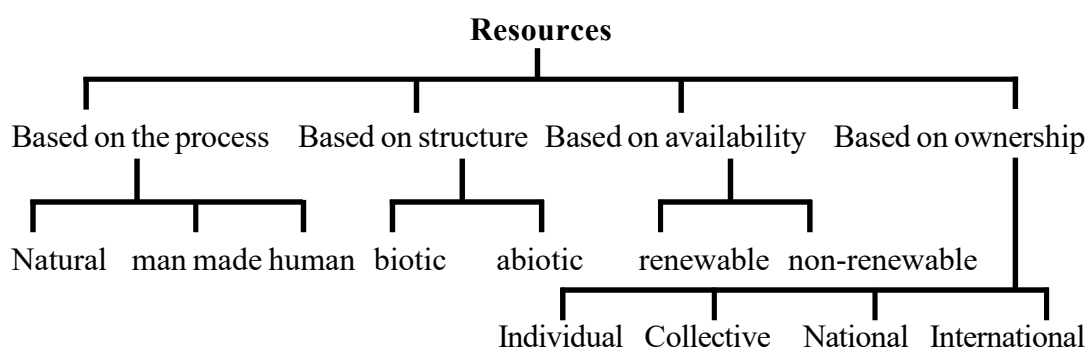 Resources
Based on the process Based on structure Based on availability Based on ownership
Natural man made human biotic abiotic renewable non-renewable
Individual Collective National International